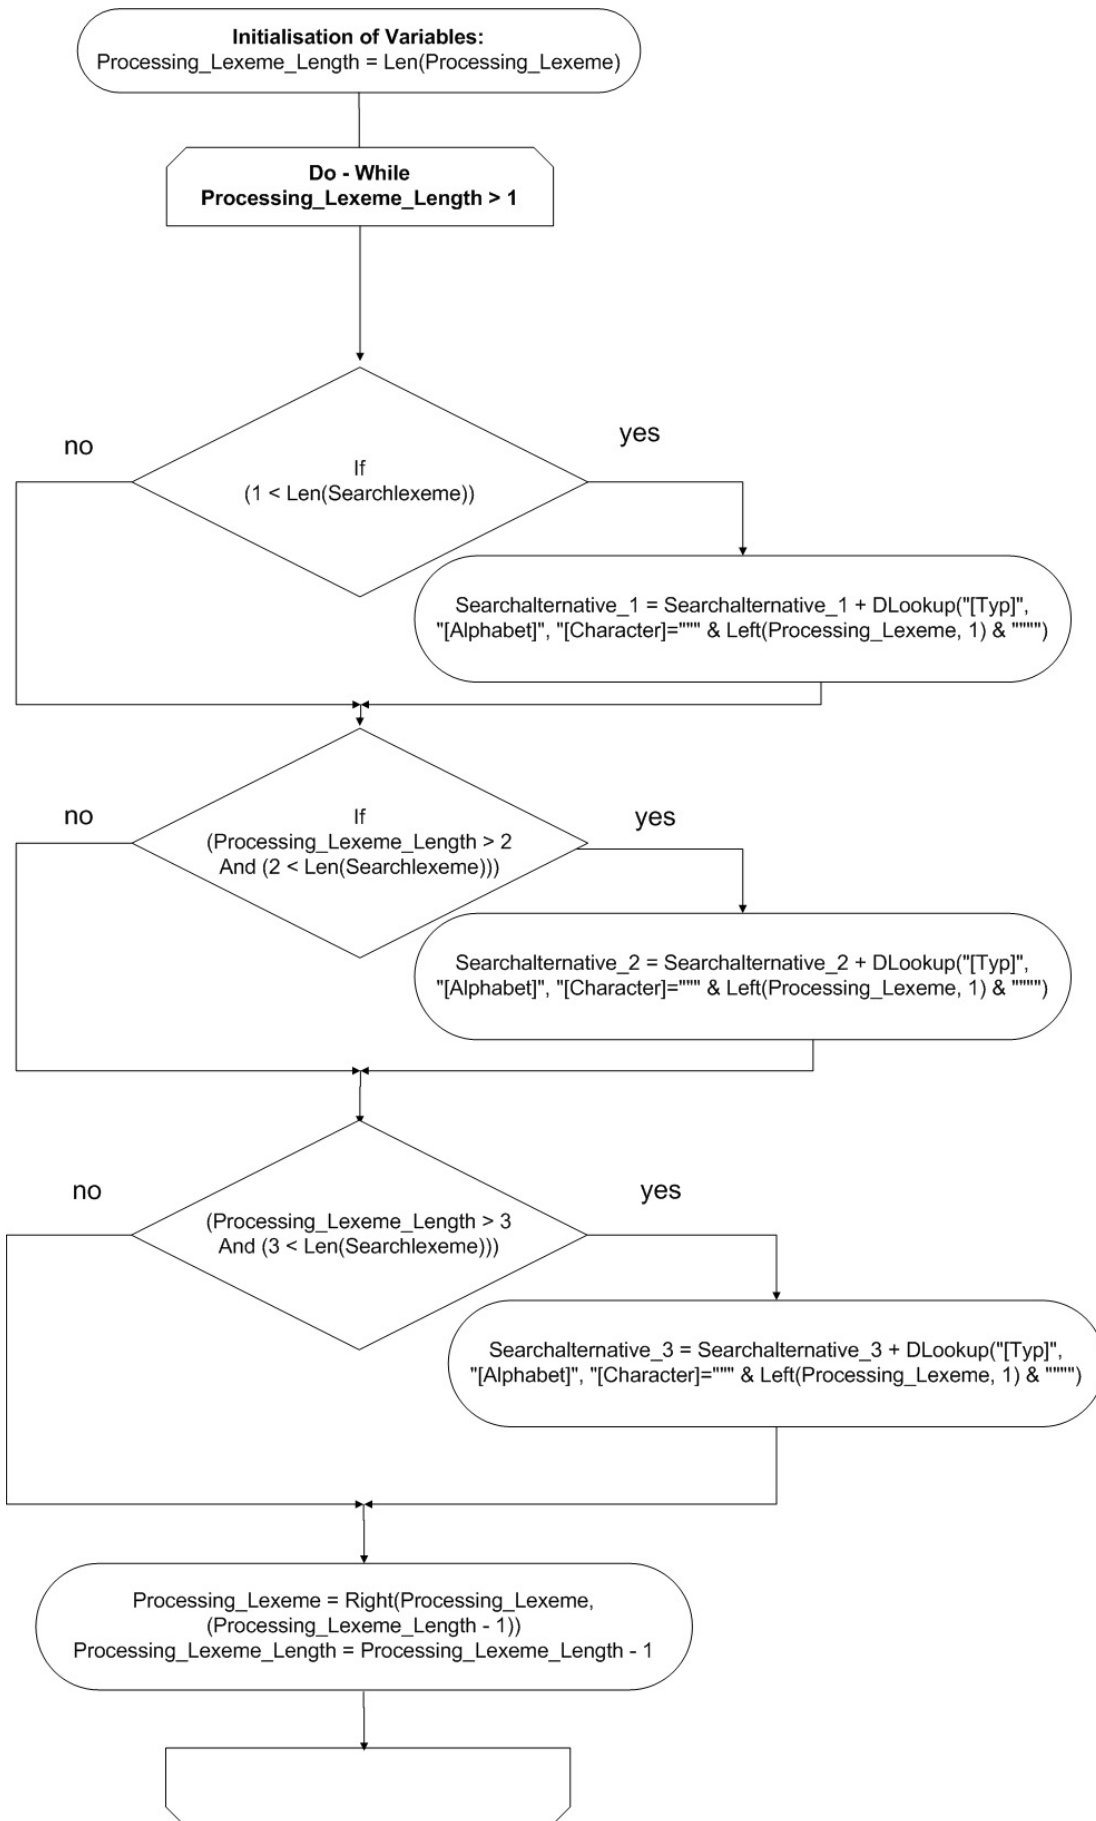 Initialisation of Variables:
Processing_Lexeme_Length = Len(Processing_Lexeme)
Do - While
Processing_Lexeme_Length > 1
no
yes
If
(1 < Len(Searchlexeme))
Searchalternative_1 = Searchalternative_1 + DLookup("[Typ]",
"[Alphabet]", "[Character]=""" & Left(Processing_Lexeme, 1) & """")
no
yes
If
(Processing_Lexeme_Length > 2
And (2 < Len(Searchlexeme)))
Searchalternative_2 = Searchalternative_2 + DLookup("[Typ]",
"[Alphabet]", "[Character]=""" & Left(Processing_Lexeme, 1) & """")
no
yes
(Processing_Lexeme_Length > 3
And (3 < Len(Searchlexeme)))
Searchalternative_3 = Searchalternative_3 + DLookup("[Typ]",
"[Alphabet]", "[Character]=""" & Left(Processing_Lexeme, 1) & """")
Processing_Lexeme = Right(Processing_Lexeme,
(Processing_Lexeme_Length - 1))
Processing_Lexeme_Length = Processing_Lexeme_Length - 1